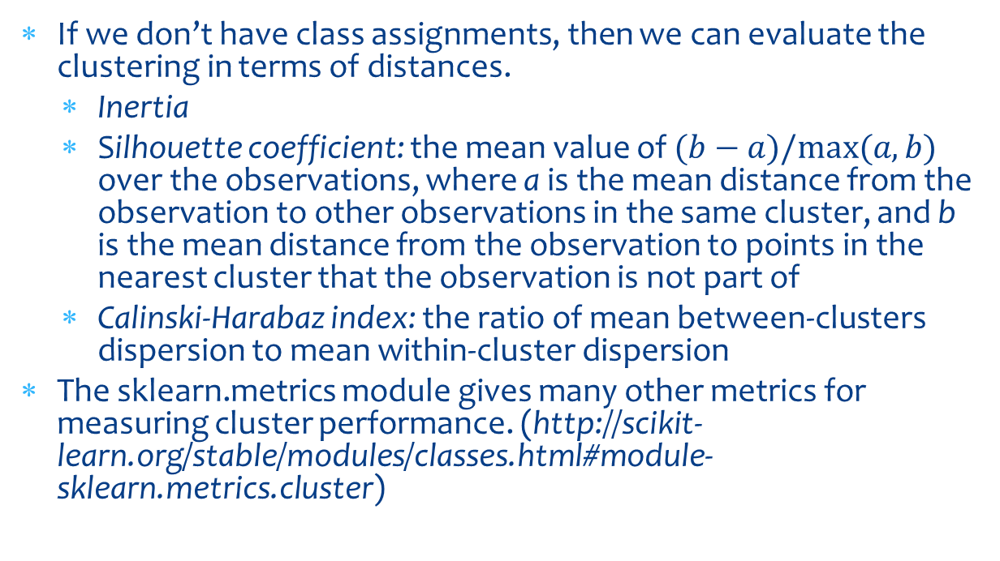 * If we don't have class assignments, then we can evaluate the
clustering in terms of distances.
* Inertia
* Silhouette coefficient: the mean value of (b − a)/max(a, b)
over the observations, where a is the mean distance from the
observation to other observations in the same cluster, and b
is the mean distance from the observation to points in the
nearest cluster that the observation is not part of
* Calinski-Harabaz index: the ratio of mean between-clusters
dispersion to mean within-cluster dispersion
* The sklearn.metrics module gives many other metrics for
measuring cluster performance. (http://scikit-
learn.org/stable/modules/classes.html#module-
sklearn.metrics.cluster)